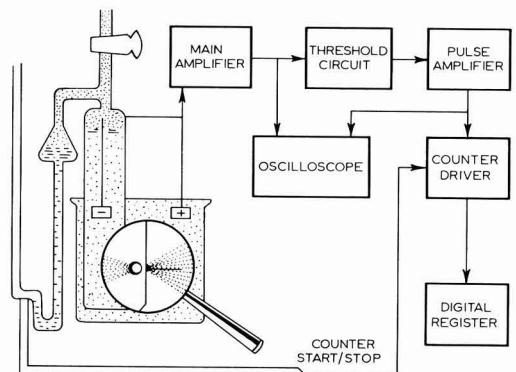 MAIN
AMPLIFIER
THRESHOLD
CIRCUIT
PULSE
AMPLIFIER
OSCILLOSCOPE
COUNTER
DRIVER
−
+
DIGITAL
REGISTER
COUNTER
START/STOP